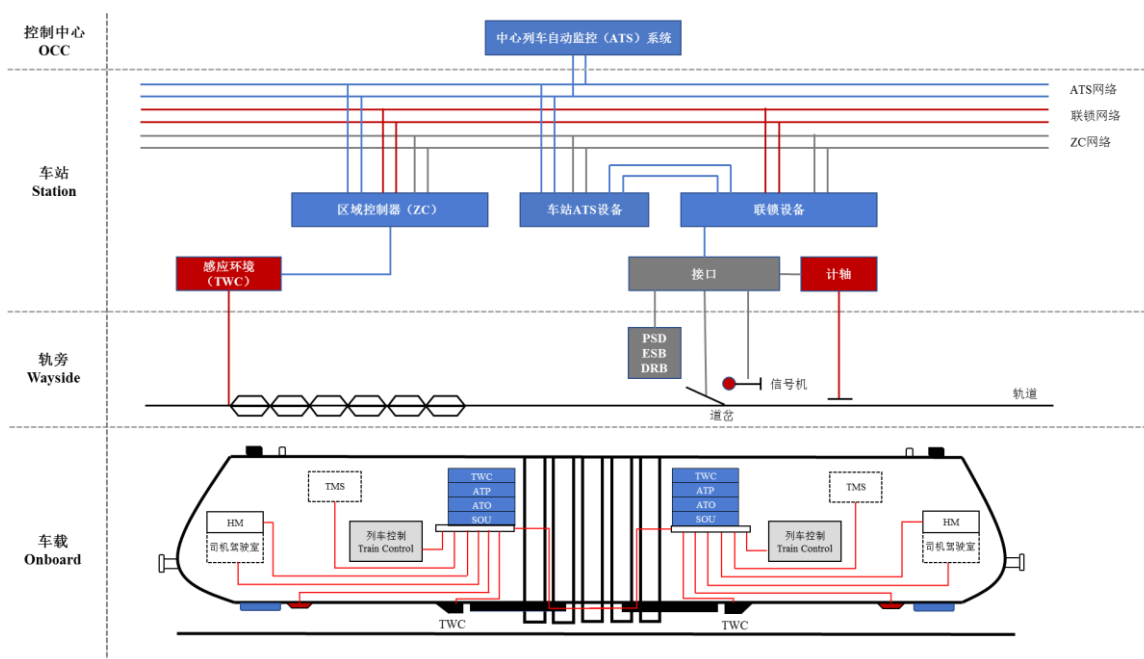 控制中心
OCC
中心列车自动监控（ATS）系统
ATS网络
联锁网络
ZC网络
车站
Station
区域控制器（ZC）
车站ATS设备
联锁设备
感应环境
（TWC）
接口
计轴
轨旁
Wayside
PSD
ESB
DRB
信号机
道岔
轨道
车载
Onboard
TMS
HM
司机驾驶室
列车控制
Train Control
TWC
ATP
ATO
SOU
TWC
ATP
ATO
SOU
列车控制
Train Control
TMS
HM
司机驾驶室
TWC
TWC